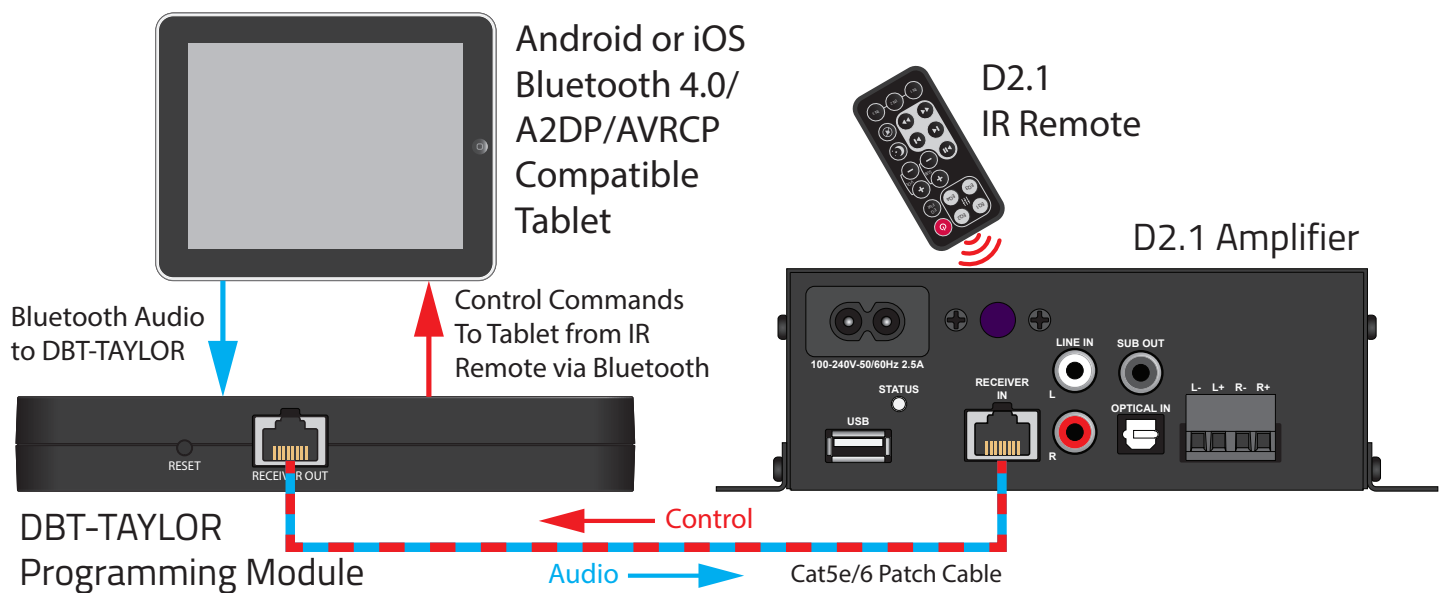 Android or iOS
Bluetooth 4.0/
A2DP/AVRCP
Compatible
Tablet
D2.1
IR Remote
D2.1 Amplifier
Bluetooth Audio
to DBT-TAYLOR
Control Commands
To Tablet from IR
Remote via Bluetooth
100-240V-50/60Hz 2.5A
STATUS
USB
RECEIVER
IN
LINE IN
L
R
SUB OUT
OPTICAL IN
L- L+ R- R+
RESET
RECEIVER OUT
DBT-TAYLOR
Programming Module
Control
Audio
Cat5e/6 Patch Cable